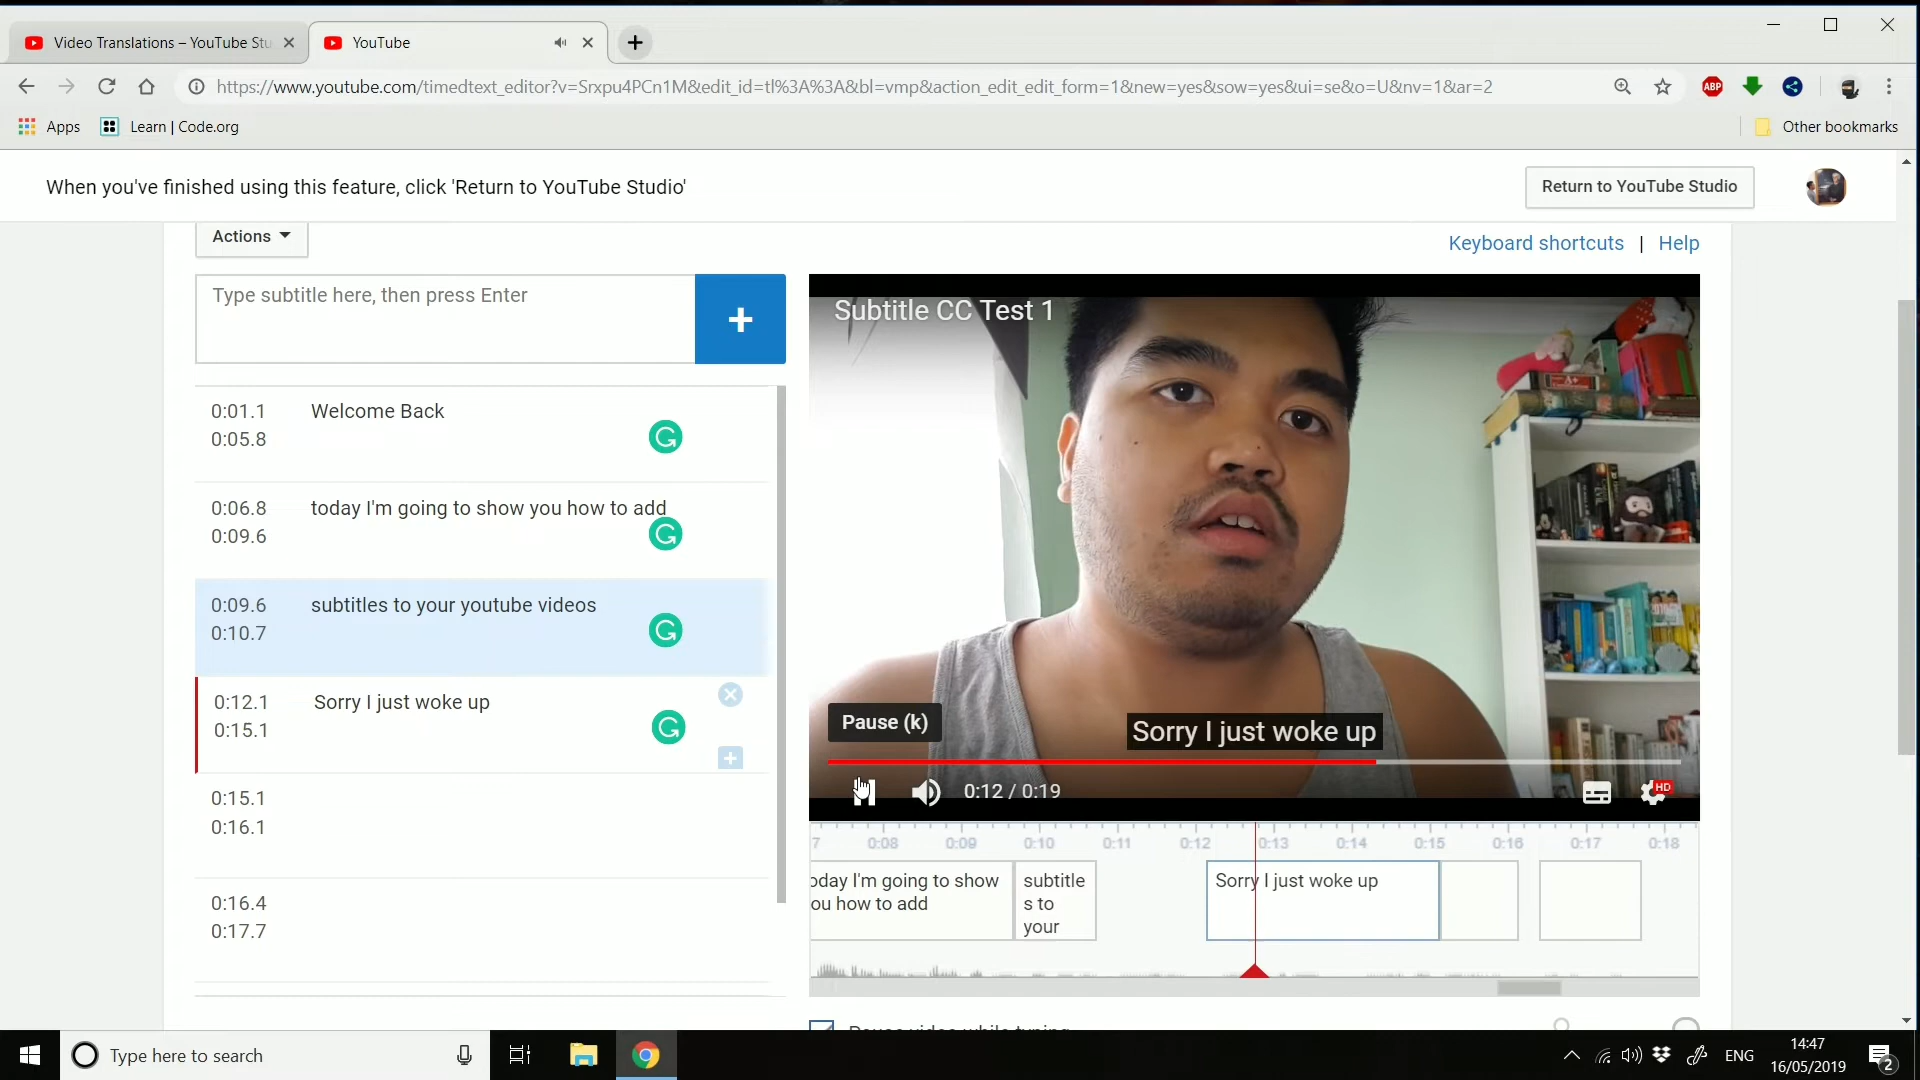 Video Translations – YouTube Stu
YouTube
https://www.youtube.com/timedtext_editor?v=Srxpu4PCn1M&edit_id=tl%3A%3A&bl=vmp&action_edit_edit_form=1&new=yes&sow=yes&ui=se&o=U&nv=1&ar=2
ABP
Apps
Learn | Code.org
Other bookmarks
When you've finished using this feature, click 'Return to YouTube Studio'
Return to YouTube Studio
Actions
Keyboard shortcuts | Help
Type subtitle here, then press Enter
+
Subtitle CC Test 1
0:01.1
Welcome Back
0:05.8
0:06.8
today I'm going to show you how to add
0:09.6
0:09.6
subtitles to your youtube videos
0:10.7
0:12.1
Sorry I just woke up
0:15.1
0:15.1
0:16.1
0:16.4
0:17.7
Pause (k)
Sorry I just woke up
0:12 / 0:19
HD
7 0:08 0:09 0:10 0:11 0:12 0:13 0:14 0:15 0:16 0:17 0:18
oday I'm going to show
ou how to add
subtitle
s to
your
Sorry I just woke up
Pause video while typing
Type here to search
ENG
14:47
16/05/2019
2